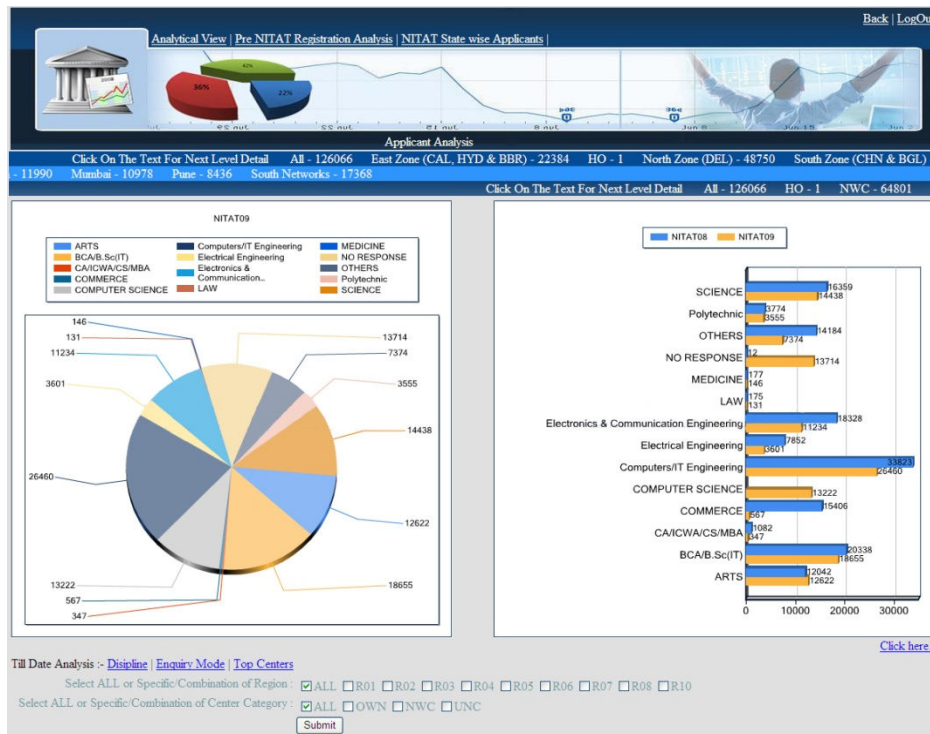 Back | LogOu
Analytical View | Pre NITAT Registration Analysis | NITAT State wise Applicants |
2008
42%
36%
22%
Applicant Analysis
Click On The Text For Next Level Detail All - 126066 East Zone (CAL, HYD & BBR) - 22384 HO - 1 North Zone (DEL) - 48750 South Zone (CHN & BGL)
- 11990 Mumbai - 10978 Pune - 8436 South Networks - 17368
Click On The Text For Next Level Detail All - 126066 HO - 1 NWC - 64801
NITAT09
ARTS Computers/IT Engineering MEDICINE
BCA/B.Sc(IT) Electrical Engineering NO RESPONSE
CA/ICWA/CS/MBA Electronics & Communication.. OTHERS
COMMERCE Polytechnic
COMPUTER SCIENCE LAW SCIENCE
146
131
11234
3601
26460
13222
567
347
13714
7374
3555
14438
12622
18655
NITAT08 NITAT09
SCIENCE 16359 14438
Polytechnic 3774 3555
OTHERS 14184 7374
NO RESPONSE 12 13714
MEDICINE 177 146
LAW 175 131
Electronics & Communication Engineering 18328 11234
Electrical Engineering 7852 3601
Computers/IT Engineering 33823 26460
COMPUTER SCIENCE 13222
COMMERCE 15406 567
CA/ICWA/CS/MBA 1082 347
BCA/B.Sc(IT) 20338 18655
ARTS 12042 12622
0 10000 20000 30000
Click here
Till Date Analysis :- Disipline | Enquiry Mode | Top Centers
Select ALL or Specific/Combination of Region : ALL R01 R02 R03 R04 R05 R06 R07 R08 R10
Select ALL or Specific/Combination of Center Category : ALL OWN NWC UNC
Submit